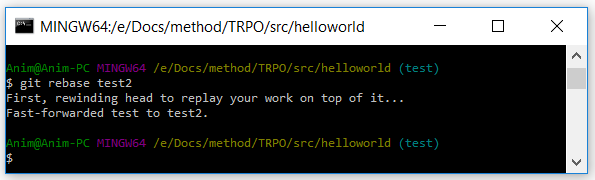 MINGW64:/e/Docs/method/TRPO/src/helloworld
Anim@Anim-PC MINGW64 /e/Docs/method/TRPO/src/helloworld (test)
$ git rebase test2
First, rewinding head to replay your work on top of it...
Fast-forwarded test to test2.
Anim@Anim-PC MINGW64 /e/Docs/method/TRPO/src/helloworld (test)
$